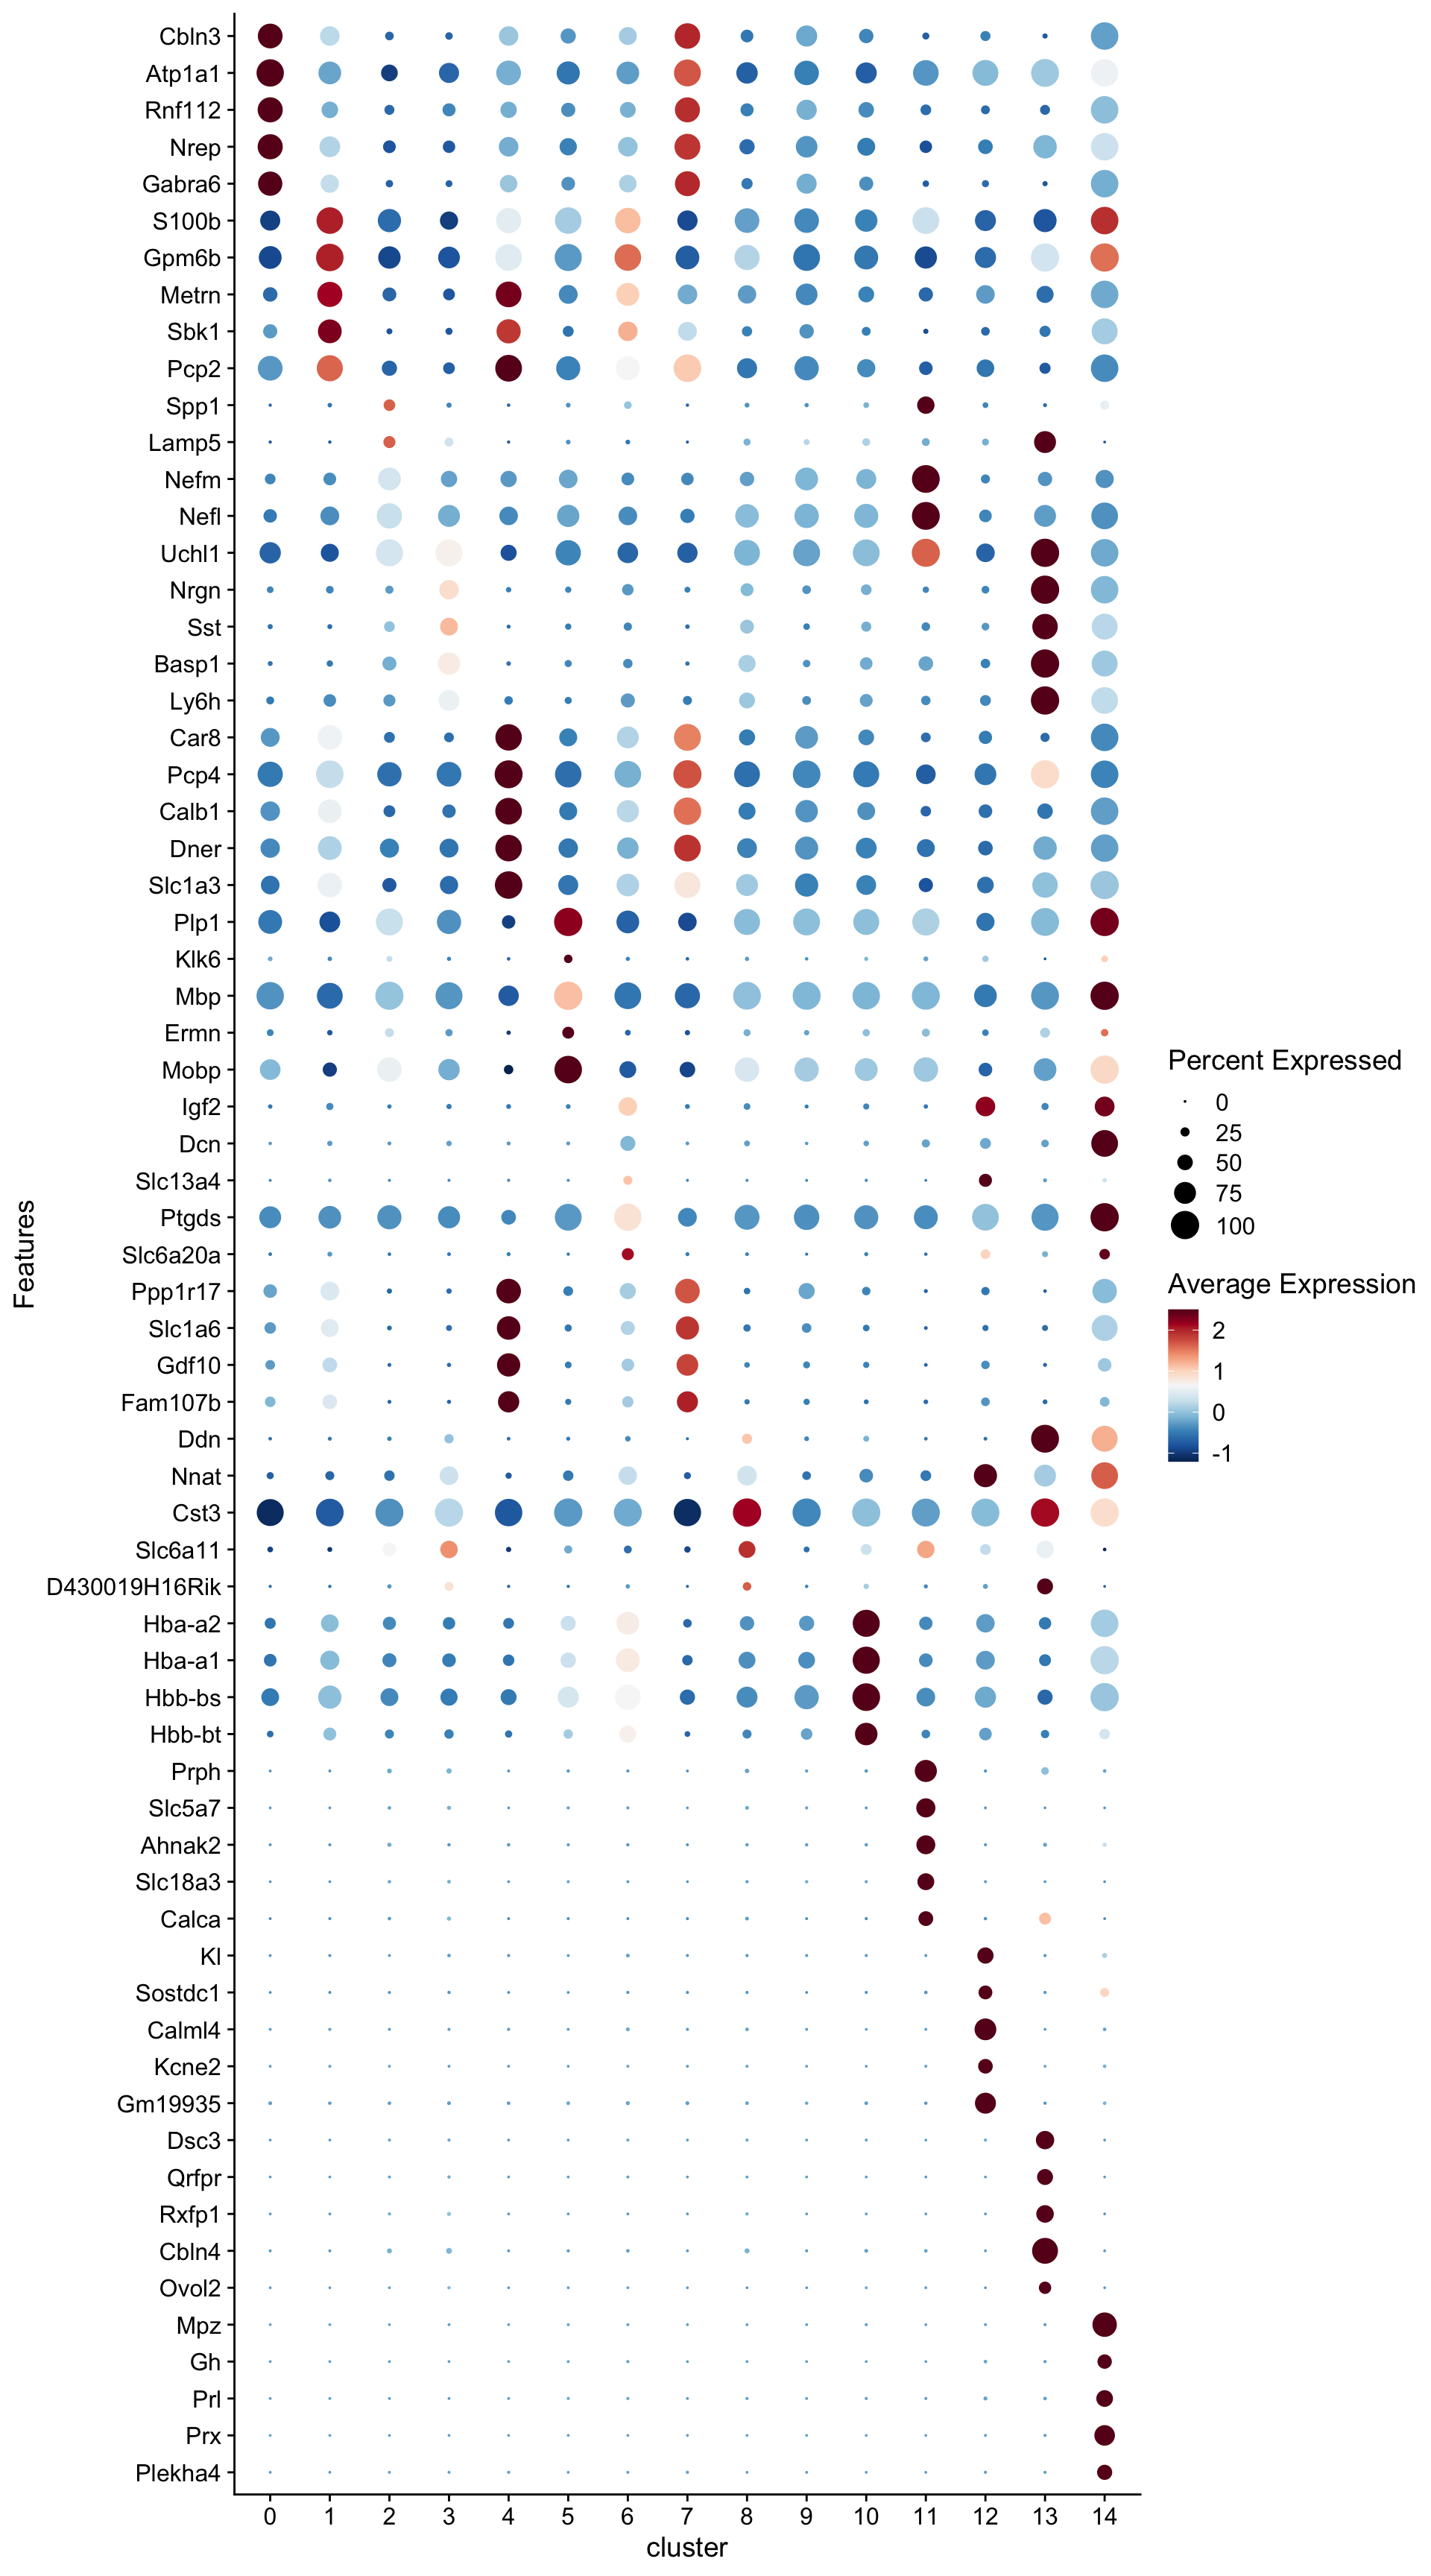 Cbln3
Atp1a1
Rnf112
Nrep
Gabra6
S100b
Gpm6b
Metrn
Sbk1
Pcp2
Spp1
Lamp5
Nefm
Nefl
Uchl1
Nrgn
Sst
Basp1
Ly6h
Car8
Pcp4
Calb1
Dner
Slc1a3
Plp1
Klk6
Mbp
Ermn
Mobp
Igf2
Dcn
Slc13a4
Ptgds
Slc6a20a
Ppp1r17
Slc1a6
Gdf10
Fam107b
Ddn
Nnat
Cst3
Slc6a11
D430019H16Rik
Hba-a2
Hba-a1
Hbb-bs
Hbb-bt
Prph
Slc5a7
Ahnak2
Slc18a3
Calca
Kl
Sostdc1
Calml4
Kcne2
Gm19935
Dsc3
Qrfpr
Rxfp1
Cbln4
Ovol2
Mpz
Gh
Prl
Prx
Plekha4
Features
0 1 2 3 4 5 6 7 8 9 10 11 12 13 14
cluster
Percent Expressed
0
25
50
75
100
Average Expression
2
1
0
-1